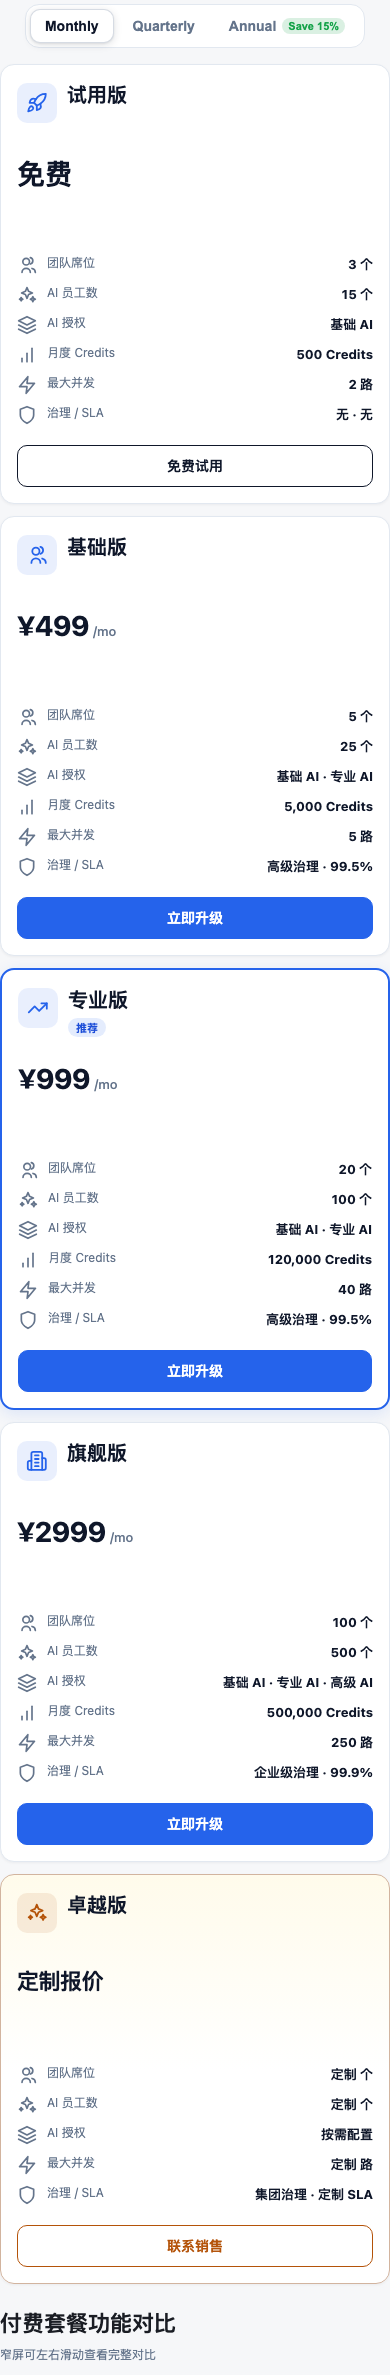 Monthly Quarterly Annual Save 15%
试用版
免费
团队席位 3 个
AI 员工数 15 个
AI 授权 基础 AI
月度 Credits 500 Credits
最大并发 2 路
治理 / SLA 无 · 无
免费试用
基础版
¥499 /mo
团队席位 5 个
AI 员工数 25 个
AI 授权 基础 AI · 专业 AI
月度 Credits 5,000 Credits
最大并发 5 路
治理 / SLA 高级治理 · 99.5%
立即升级
专业版
推荐
¥999 /mo
团队席位 20 个
AI 员工数 100 个
AI 授权 基础 AI · 专业 AI
月度 Credits 120,000 Credits
最大并发 40 路
治理 / SLA 高级治理 · 99.5%
立即升级
旗舰版
¥2999 /mo
团队席位 100 个
AI 员工数 500 个
AI 授权 基础 AI · 专业 AI · 高级 AI
月度 Credits 500,000 Credits
最大并发 250 路
治理 / SLA 企业级治理 · 99.9%
立即升级
卓越版
定制报价
团队席位 定制 个
AI 员工数 定制 个
AI 授权 按需配置
最大并发 定制 路
治理 / SLA 集团治理 · 定制 SLA
联系销售
付费套餐功能对比
窄屏可左右滑动查看完整对比